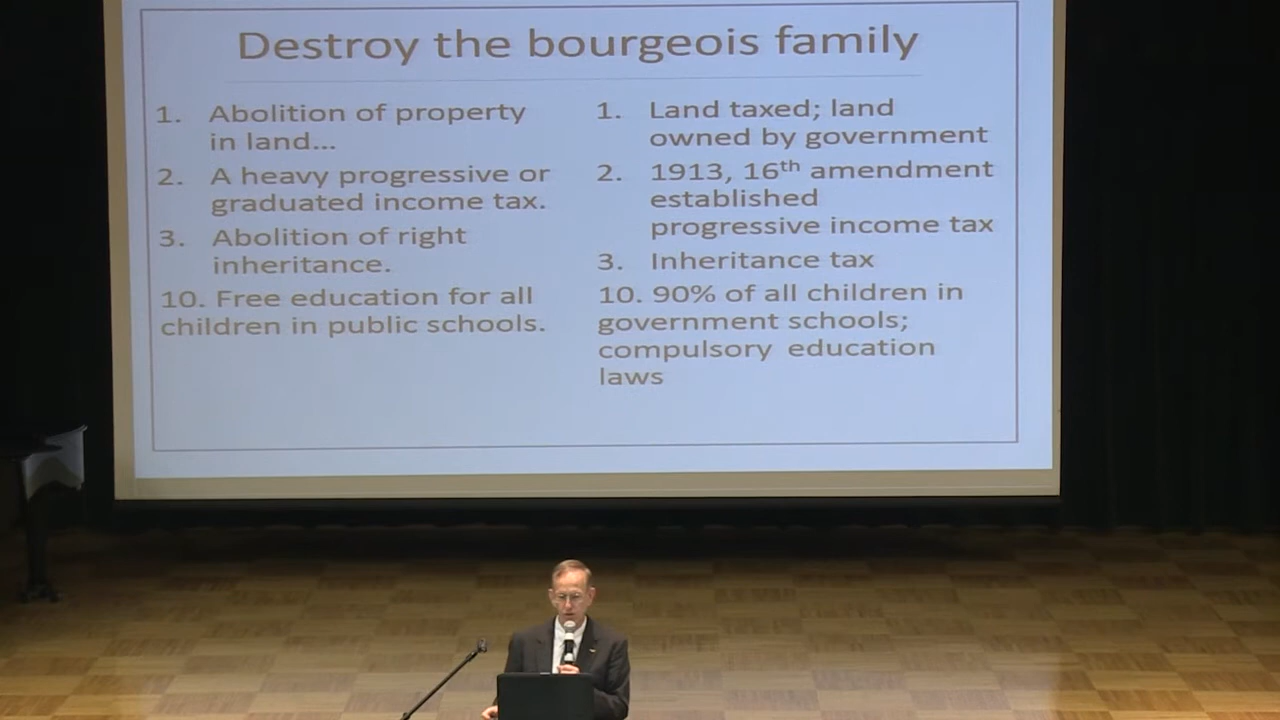 Destroy the bourgeois family
1. Abolition of property
in land...
2. A heavy progressive or
graduated income tax.
3. Abolition of right
inheritance.
10. Free education for all
children in public schools.
1. Land taxed; land
owned by government
2. 1913, 16th amendment
established
progressive income tax
3. Inheritance tax
10. 90% of all children in
government schools;
compulsory education
laws